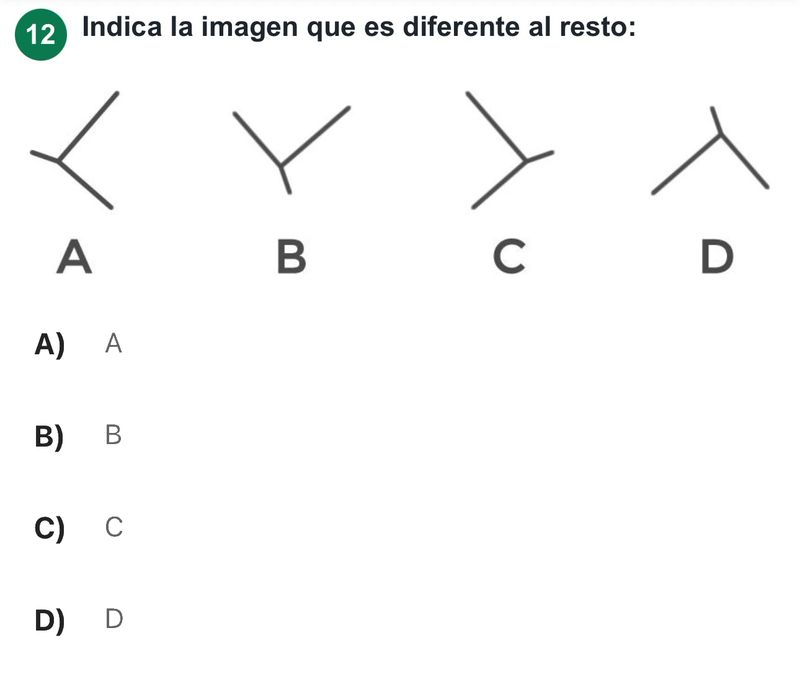 12 Indica la imagen que es diferente al resto:
A B C D
A) A
B) B
C) C
D) D